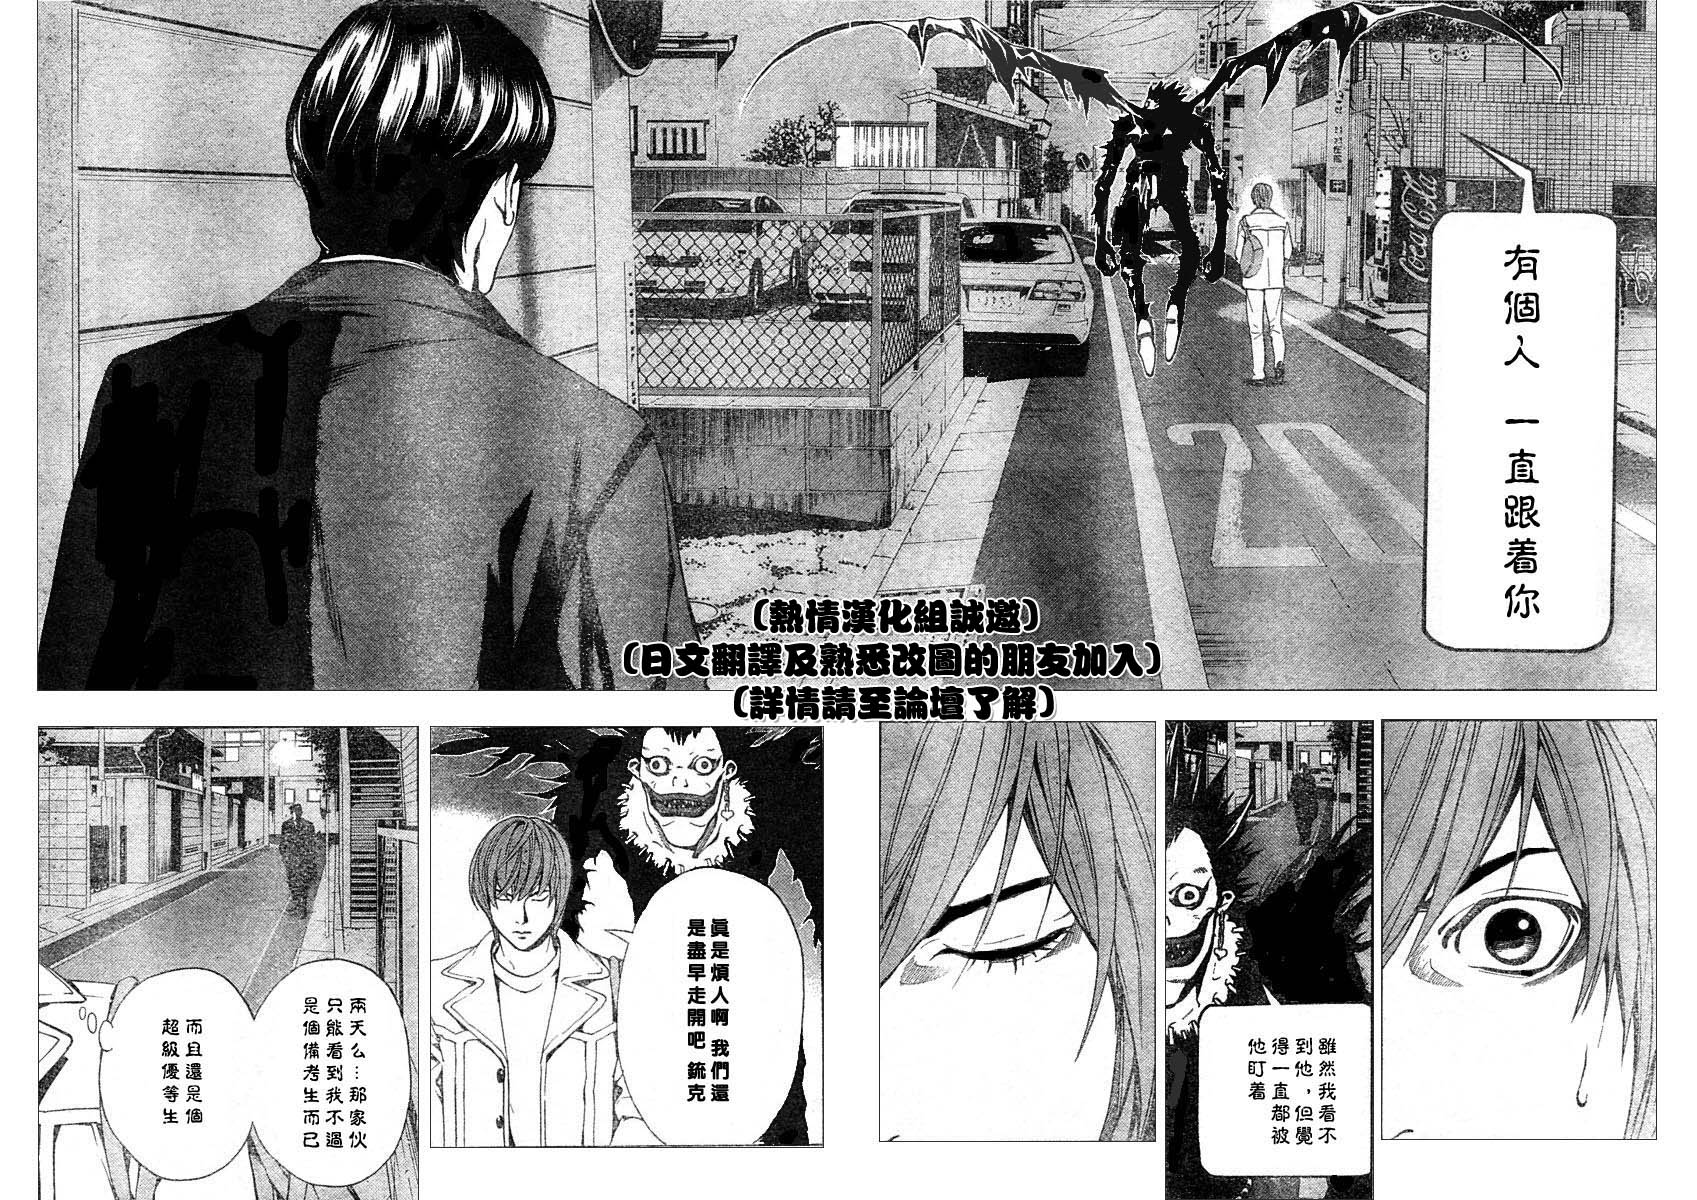 有個人 一直跟着你
Coca-Cola
20
(熱情漢化組誠邀)
(日文翻譯及熟悉改圖的朋友加入)
(詳情請至論壇了解)
雖然我看不
到他，但覺
得一直都被
他盯着
真是煩人啊 我們還
是盡早走開吧 銃克
兩天么…那家伙
只能看到我不過
是個備考生而已
而且還是個
超級優等生